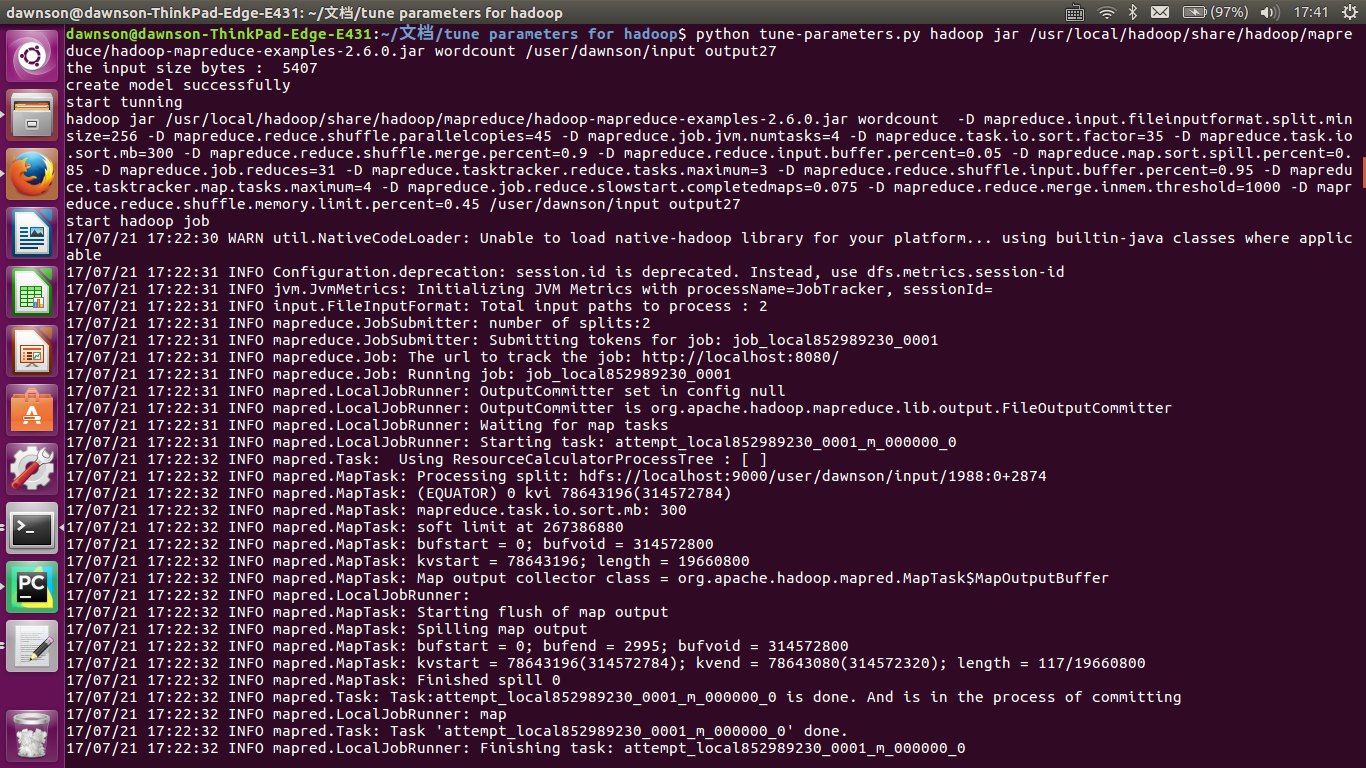 dawnson@dawnson-ThinkPad-Edge-E431: ~/文档/tune parameters for hadoop
(97%)
17:41
dawnson@dawnson-ThinkPad-Edge-E431:~/文档/tune parameters for hadoop$ python tune-parameters.py hadoop jar /usr/local/hadoop/share/hadoop/mapre
duce/hadoop-mapreduce-examples-2.6.0.jar wordcount /user/dawnson/input output27
the input size bytes :  5407
create model successfully
start tunning
hadoop jar /usr/local/hadoop/share/hadoop/mapreduce/hadoop-mapreduce-examples-2.6.0.jar wordcount  -D mapreduce.input.fileinputformat.split.min
size=256 -D mapreduce.reduce.shuffle.parallelcopies=45 -D mapreduce.job.jvm.numtasks=4 -D mapreduce.task.io.sort.factor=35 -D mapreduce.task.io
.sort.mb=300 -D mapreduce.reduce.shuffle.merge.percent=0.9 -D mapreduce.reduce.input.buffer.percent=0.05 -D mapreduce.map.sort.spill.percent=0.
85 -D mapreduce.job.reduces=31 -D mapreduce.tasktracker.reduce.tasks.maximum=3 -D mapreduce.reduce.shuffle.input.buffer.percent=0.95 -D mapredu
ce.tasktracker.map.tasks.maximum=4 -D mapreduce.job.reduce.slowstart.completedmaps=0.075 -D mapreduce.reduce.merge.inmem.threshold=1000 -D mapr
educe.reduce.shuffle.memory.limit.percent=0.45 /user/dawnson/input output27
start hadoop job
17/07/21 17:22:30 WARN util.NativeCodeLoader: Unable to load native-hadoop library for your platform... using builtin-java classes where applic
able
17/07/21 17:22:31 INFO Configuration.deprecation: session.id is deprecated. Instead, use dfs.metrics.session-id
17/07/21 17:22:31 INFO jvm.JvmMetrics: Initializing JVM Metrics with processName=JobTracker, sessionId=
17/07/21 17:22:31 INFO input.FileInputFormat: Total input paths to process : 2
17/07/21 17:22:31 INFO mapreduce.JobSubmitter: number of splits:2
17/07/21 17:22:31 INFO mapreduce.JobSubmitter: Submitting tokens for job: job_local852989230_0001
17/07/21 17:22:31 INFO mapreduce.Job: The url to track the job: http://localhost:8080/
17/07/21 17:22:31 INFO mapreduce.Job: Running job: job_local852989230_0001
17/07/21 17:22:31 INFO mapred.LocalJobRunner: OutputCommitter set in config null
17/07/21 17:22:31 INFO mapred.LocalJobRunner: OutputCommitter is org.apache.hadoop.mapreduce.lib.output.FileOutputCommitter
17/07/21 17:22:31 INFO mapred.LocalJobRunner: Waiting for map tasks
17/07/21 17:22:31 INFO mapred.LocalJobRunner: Starting task: attempt_local852989230_0001_m_000000_0
17/07/21 17:22:32 INFO mapred.Task:  Using ResourceCalculatorProcessTree : [ ]
17/07/21 17:22:32 INFO mapred.MapTask: Processing split: hdfs://localhost:9000/user/dawnson/input/1988:0+2874
17/07/21 17:22:32 INFO mapred.MapTask: (EQUATOR) 0 kvi 78643196(314572784)
17/07/21 17:22:32 INFO mapred.MapTask: mapreduce.task.io.sort.mb: 300
17/07/21 17:22:32 INFO mapred.MapTask: soft limit at 267386880
17/07/21 17:22:32 INFO mapred.MapTask: bufstart = 0; bufvoid = 314572800
17/07/21 17:22:32 INFO mapred.MapTask: kvstart = 78643196; length = 19660800
17/07/21 17:22:32 INFO mapred.MapTask: Map output collector class = org.apache.hadoop.mapred.MapTask$MapOutputBuffer
17/07/21 17:22:32 INFO mapred.LocalJobRunner:
17/07/21 17:22:32 INFO mapred.MapTask: Starting flush of map output
17/07/21 17:22:32 INFO mapred.MapTask: Spilling map output
17/07/21 17:22:32 INFO mapred.MapTask: bufstart = 0; bufend = 2995; bufvoid = 314572800
17/07/21 17:22:32 INFO mapred.MapTask: kvstart = 78643196(314572784); kvend = 78643080(314572320); length = 117/19660800
17/07/21 17:22:32 INFO mapred.MapTask: Finished spill 0
17/07/21 17:22:32 INFO mapred.Task: Task:attempt_local852989230_0001_m_000000_0 is done. And is in the process of committing
17/07/21 17:22:32 INFO mapred.LocalJobRunner: map
17/07/21 17:22:32 INFO mapred.Task: Task 'attempt_local852989230_0001_m_000000_0' done.
17/07/21 17:22:32 INFO mapred.LocalJobRunner: Finishing task: attempt_local852989230_0001_m_000000_0
PC